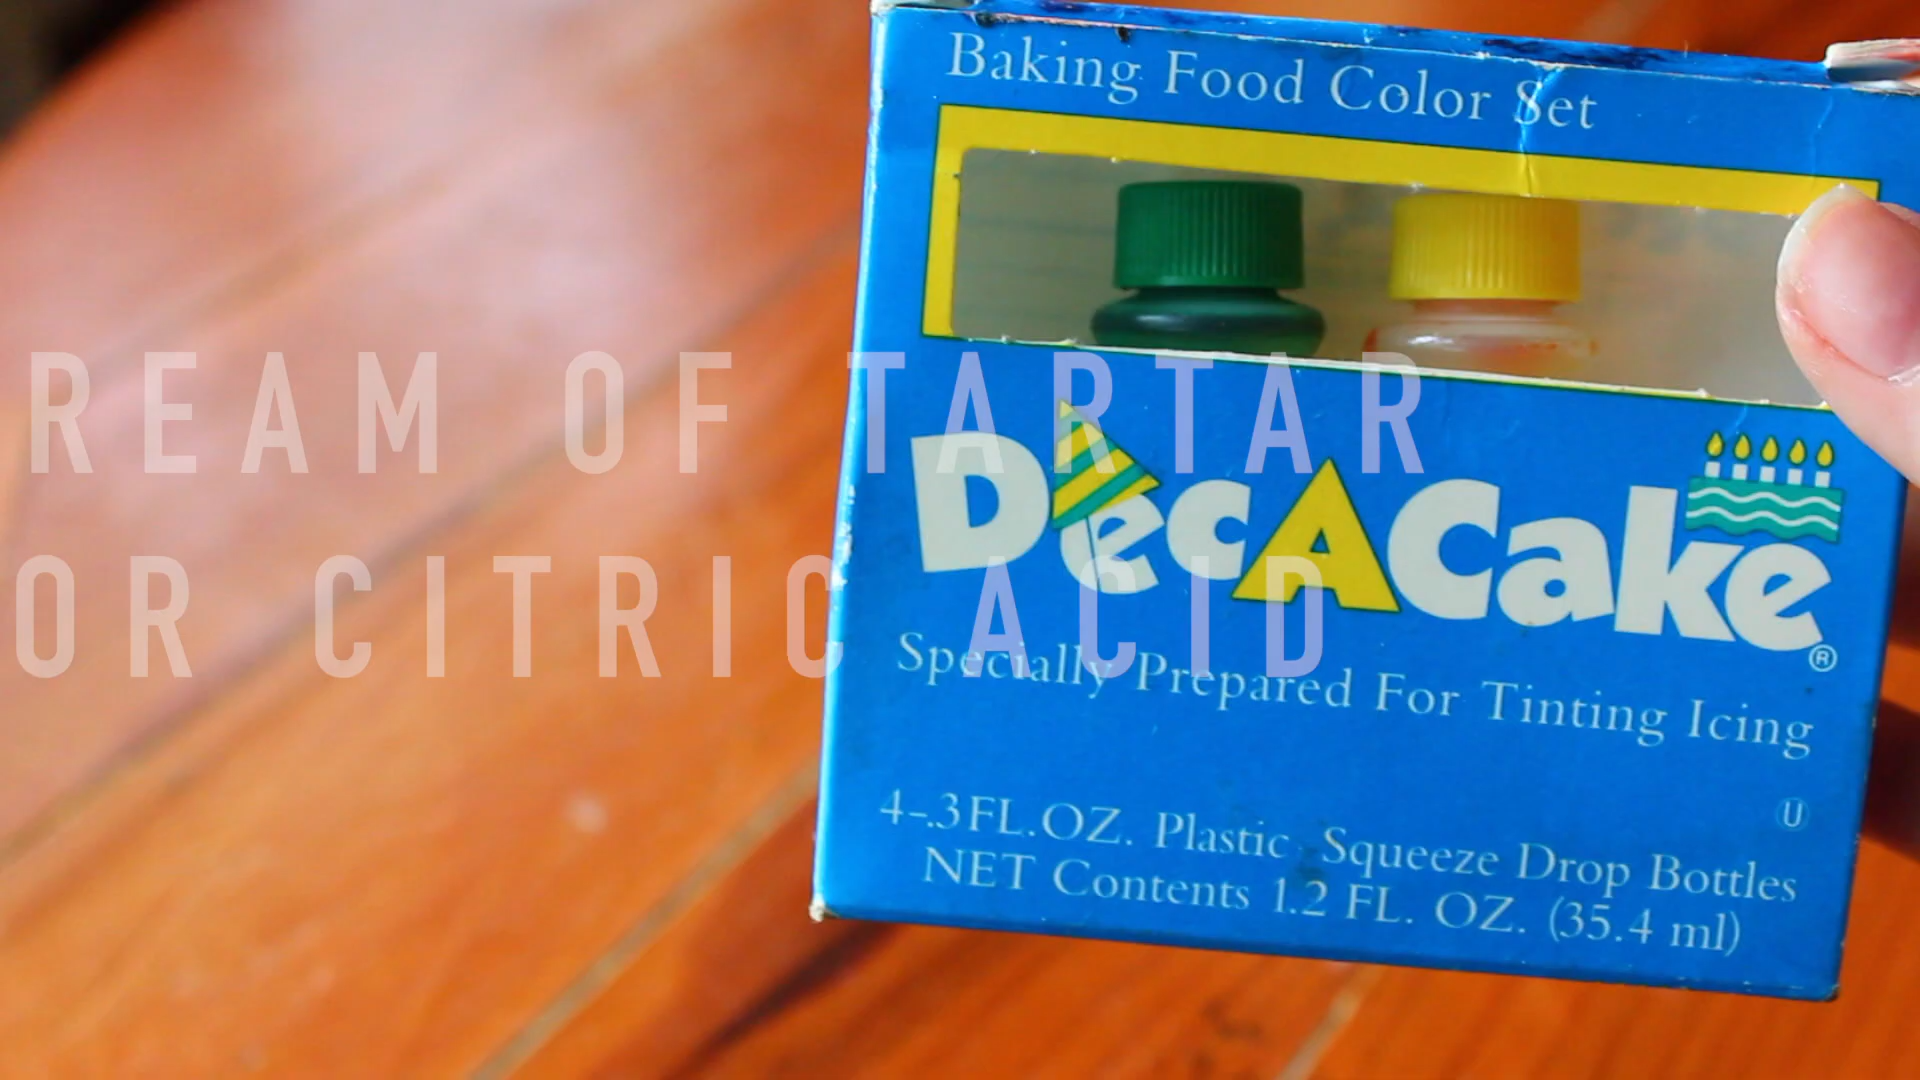 Baking Food Color Set
REAM OF TARTAR
DecACake®
OR CITRIC ACID
Specially Prepared For Tinting Icing
U
4-.3FL.OZ. Plastic Squeeze Drop Bottles
NET Contents 1.2 FL. OZ. (35.4 ml)